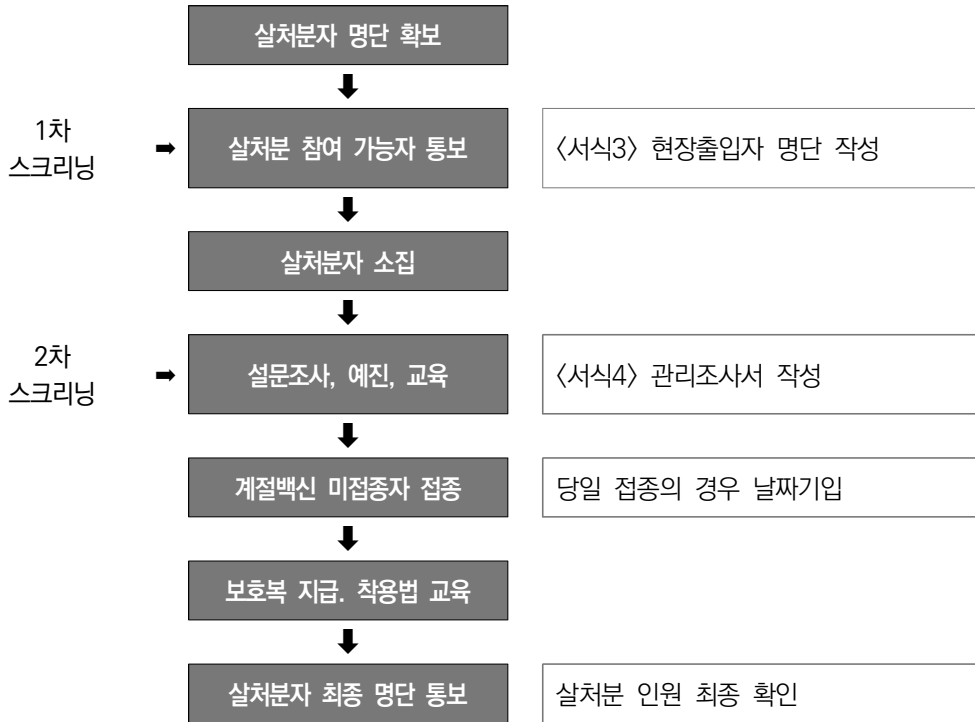 살처분자 명단 확보
1차
스크리닝
살처분 참여 가능자 통보
〈서식3〉 현장출입자 명단 작성
살처분자 소집
2차
스크리닝
설문조사, 예진, 교육
〈서식4〉 관리조사서 작성
계절백신 미접종자 접종
당일 접종의 경우 날짜기입
보호복 지급. 착용법 교육
살처분자 최종 명단 통보
살처분 인원 최종 확인